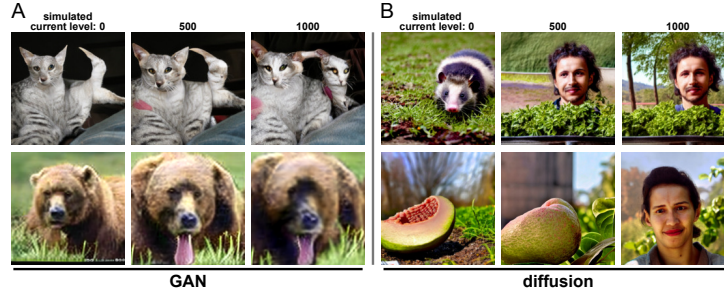 A
simulated
current level: 0
500
1000
GAN
B
simulated
current level: 0
500
1000
diffusion